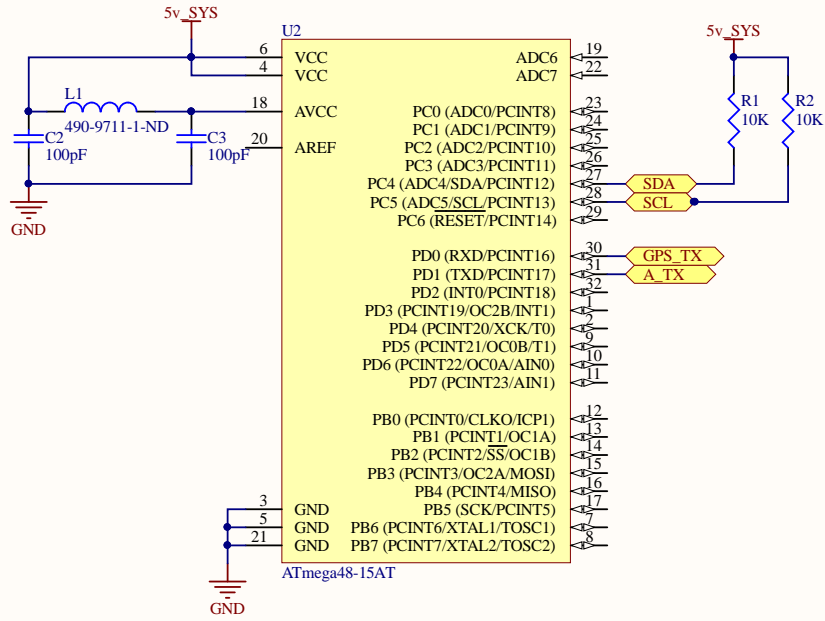 5v_SYS
U2
6 VCC
4 VCC
L1
490-9711-1-ND
18 AVCC
C2
100pF
C3
100pF
20 AREF
GND
3 GND
5 GND
21 GND
GND
ADC6 19
ADC7 22
PC0 (ADC0/PCINT8) 23
PC1 (ADC1/PCINT9) 24
PC2 (ADC2/PCINT10) 25
PC3 (ADC3/PCINT11) 26
PC4 (ADC4/SDA/PCINT12) 27
PC5 (ADC5/SCL/PCINT13) 28
PC6 (RESET/PCINT14) 29
PD0 (RXD/PCINT16) 30
PD1 (TXD/PCINT17) 31
PD2 (INT0/PCINT18) 32
PD3 (PCINT19/OC2B/INT1) 1
PD4 (PCINT20/XCK/T0) 2
PD5 (PCINT21/OC0B/T1) 9
PD6 (PCINT22/OC0A/AIN0) 10
PD7 (PCINT23/AIN1) 11
PB0 (PCINT0/CLKO/ICP1) 12
PB1 (PCINT1/OC1A) 13
PB2 (PCINT2/SS/OC1B) 14
PB3 (PCINT3/OC2A/MOSI) 15
PB4 (PCINT4/MISO) 16
PB5 (SCK/PCINT5) 17
PB6 (PCINT6/XTAL1/TOSC1) 7
PB7 (PCINT7/XTAL2/TOSC2) 8
ATmega48-15AT
5v_SYS
R1
10K
R2
10K
SDA
SCL
GPS_TX
A_TX